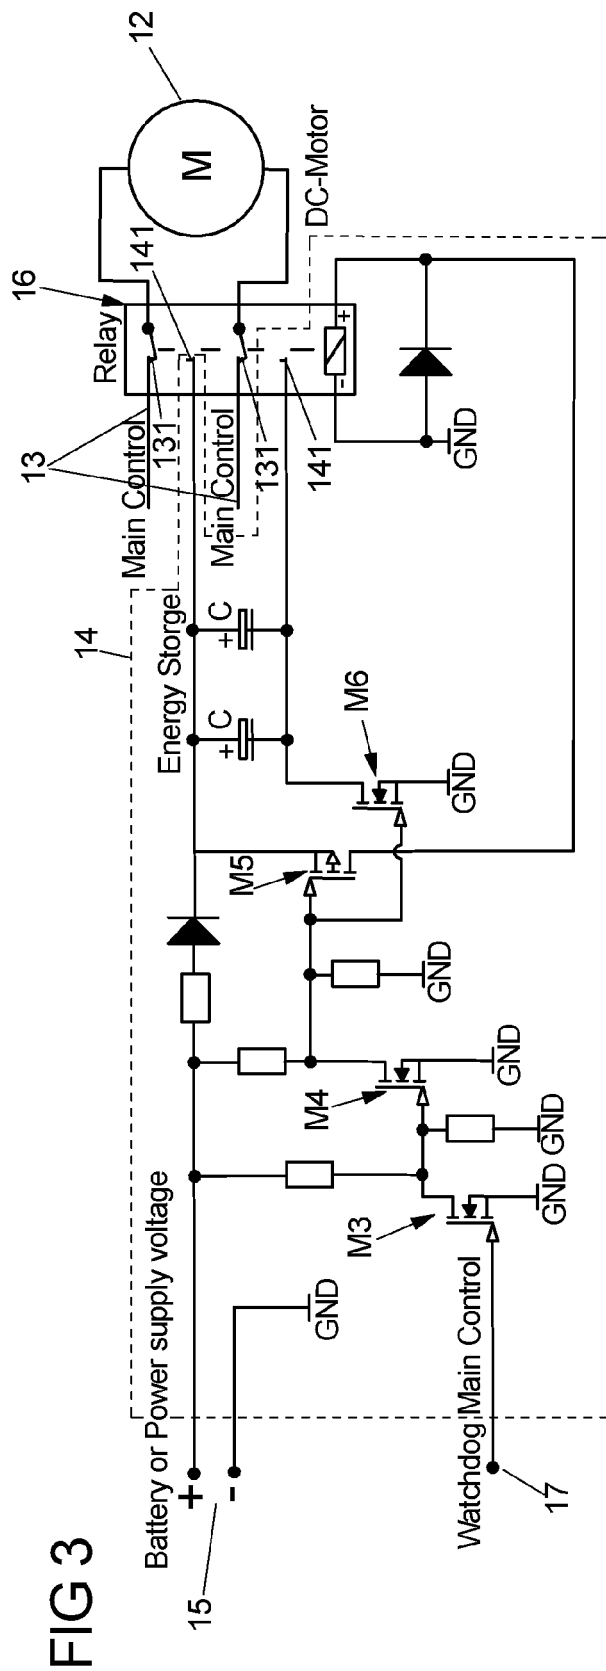 FIG 3
15
+
-
Battery or Power supply voltage
GND
Watchdog Main Control
17
14
M3
GND
GND
M4
GND
GND
M5
M6
GND
Energy Storge
+
C
+
C
13
Main Control
131
Main Control
131
141
141
Relay
16
-
+
GND
DC-Motor
M
12